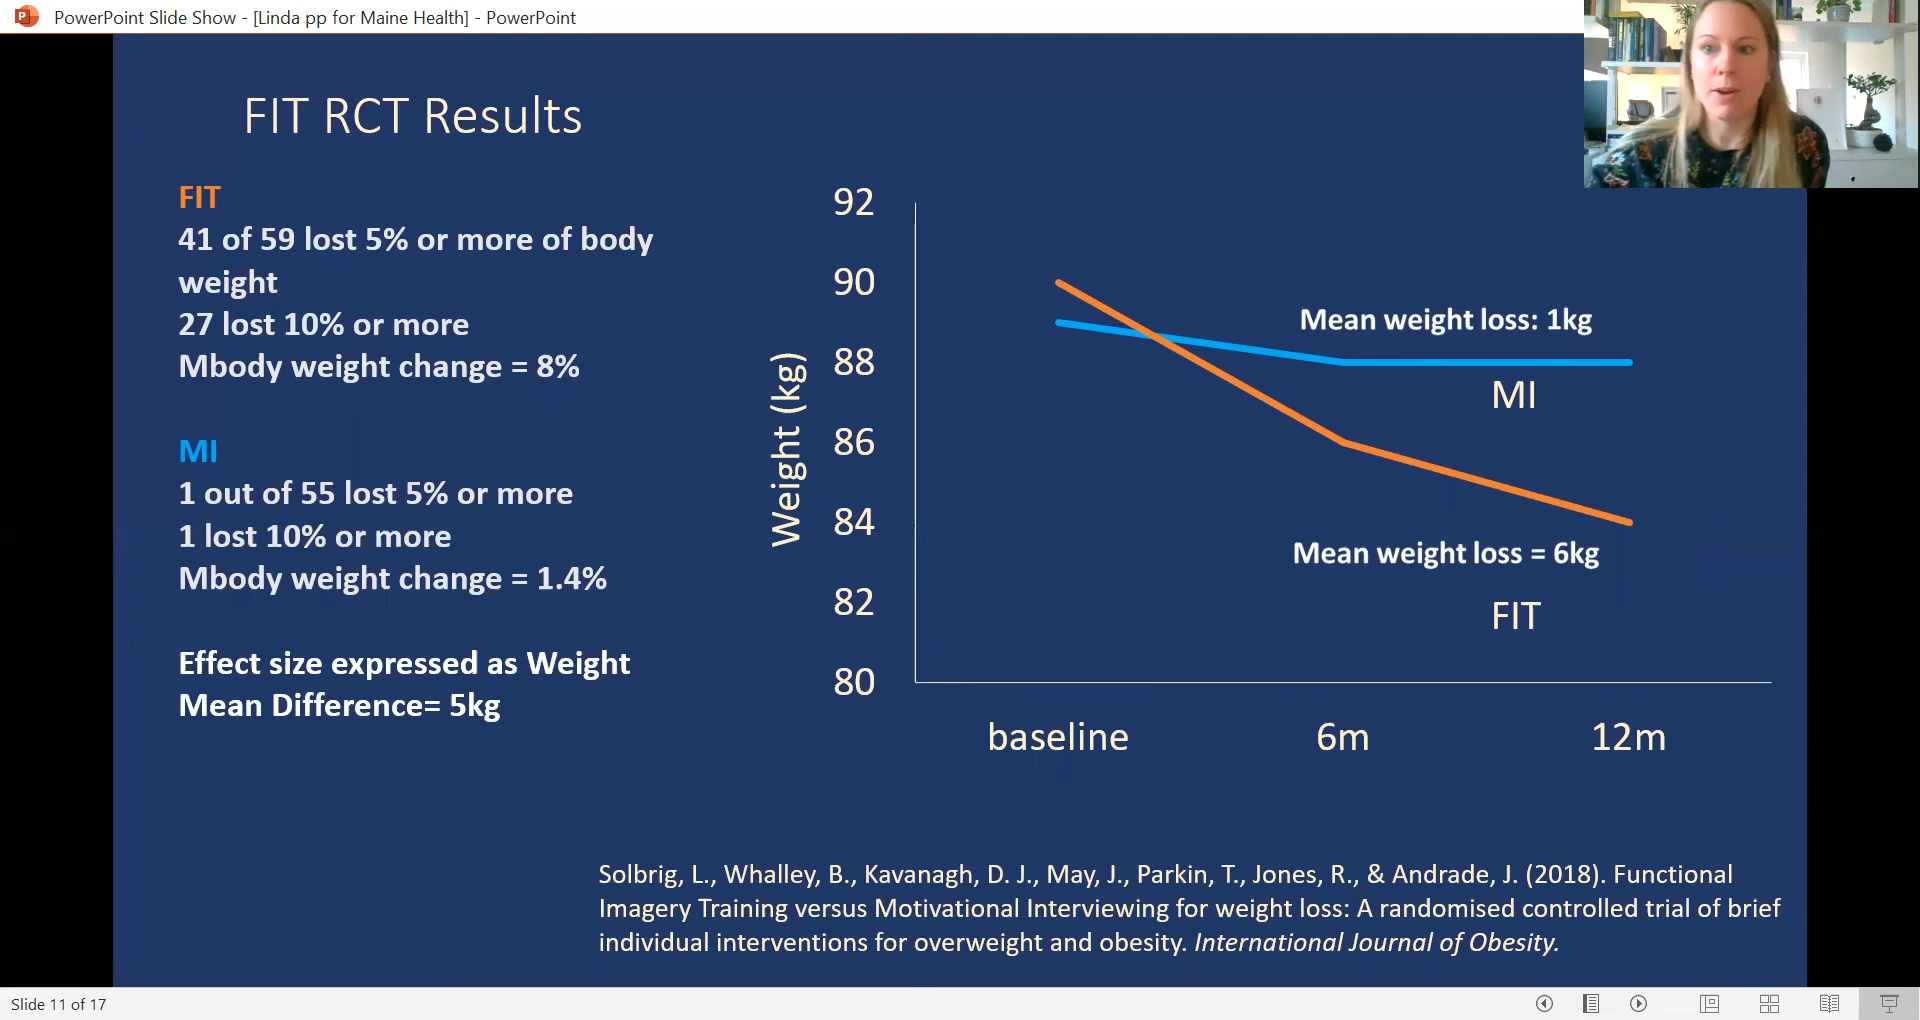 PowerPoint Slide Show - [Linda pp for Maine Health] - PowerPoint
FIT RCT Results
FIT
41 of 59 lost 5% or more of body
weight
27 lost 10% or more
Mbody weight change = 8%
MI
1 out of 55 lost 5% or more
1 lost 10% or more
Mbody weight change = 1.4%
Effect size expressed as Weight
Mean Difference= 5kg
Weight (kg)
92
90
88
86
84
82
80
Mean weight loss: 1kg
MI
Mean weight loss = 6kg
FIT
baseline 6m 12m
Solbrig, L., Whalley, B., Kavanagh, D. J., May, J., Parkin, T., Jones, R., & Andrade, J. (2018). Functional
Imagery Training versus Motivational Interviewing for weight loss: A randomised controlled trial of brief
individual interventions for overweight and obesity. International Journal of Obesity.
Slide 11 of 17